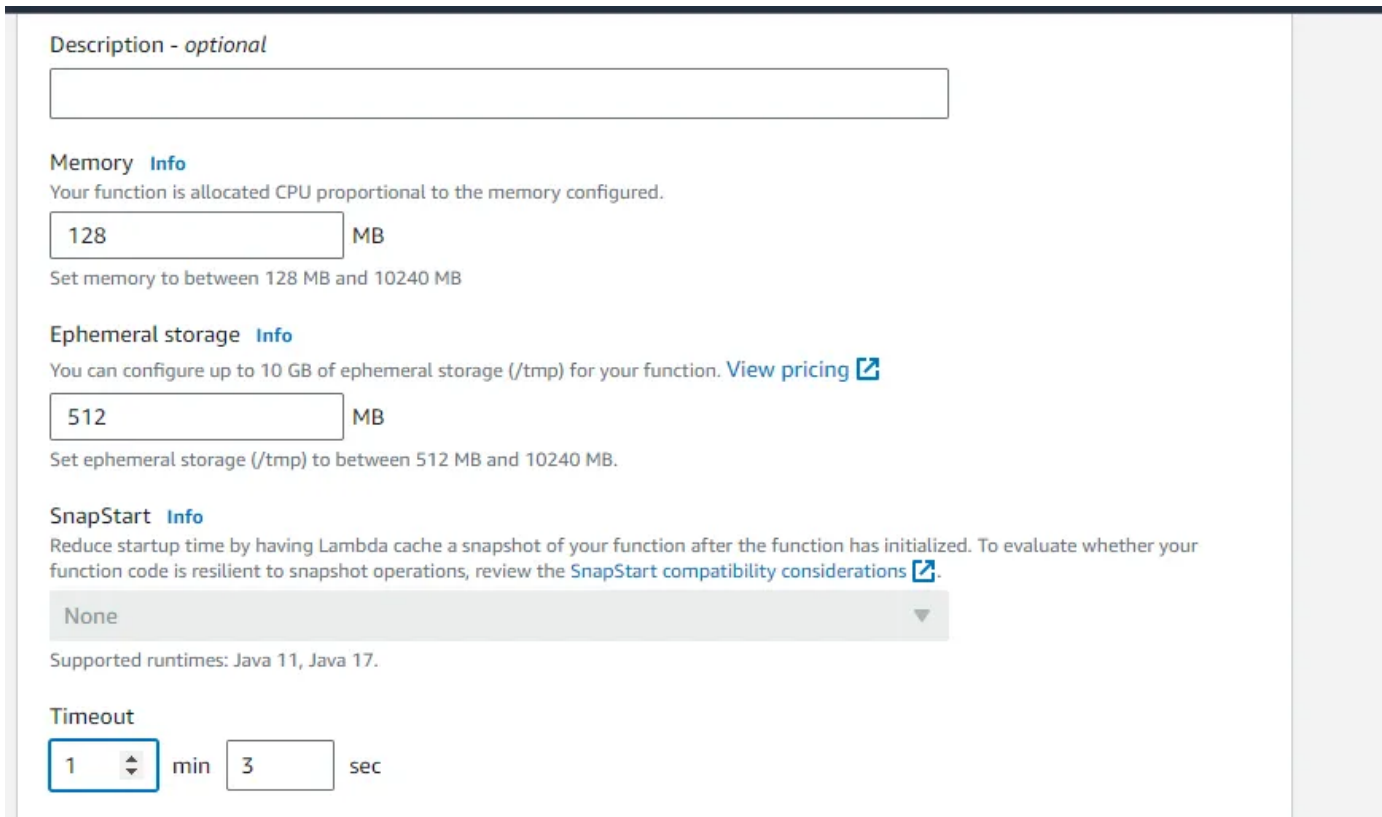 Description - optional
Memory Info
Your function is allocated CPU proportional to the memory configured.
128 MB
Set memory to between 128 MB and 10240 MB
Ephemeral storage Info
You can configure up to 10 GB of ephemeral storage (/tmp) for your function. View pricing
512 MB
Set ephemeral storage (/tmp) to between 512 MB and 10240 MB.
SnapStart Info
Reduce startup time by having Lambda cache a snapshot of your function after the function has initialized. To evaluate whether your
function code is resilient to snapshot operations, review the SnapStart compatibility considerations.
None
Supported runtimes: Java 11, Java 17.
Timeout
1 min 3 sec